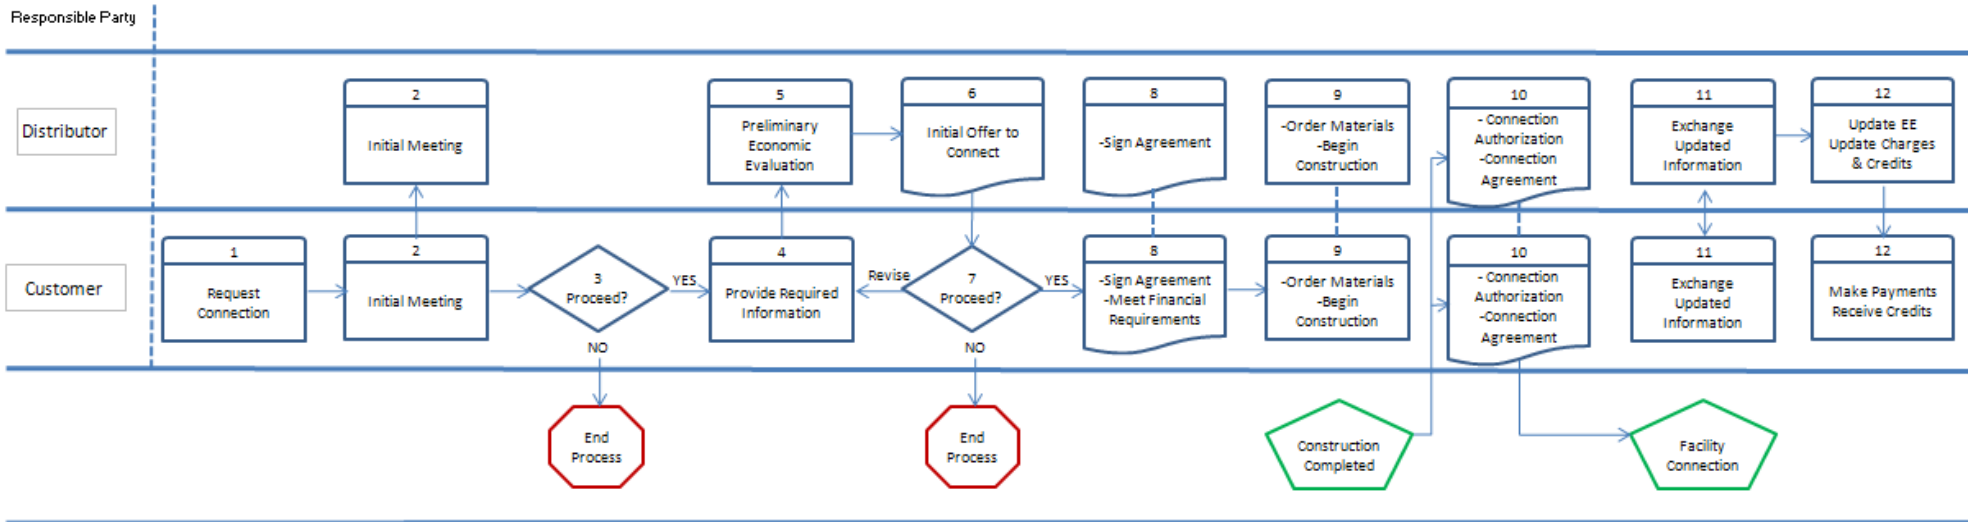 Responsible Party
Distributor
2
Initial Meeting
5
Preliminary
Economic
Evaluation
6
Initial Offer to
Connect
8
-Sign Agreement
9
-Order Materials
-Begin
Construction
10
- Connection
Authorization
-Connection
Agreement
11
Exchange
Updated
Information
12
Update EE
Update Charges
& Credits
Customer
1
Request
Connection
2
Initial Meeting
3
Proceed?
YES
NO
4
Provide Required
Information
Revise
7
Proceed?
YES
NO
8
-Sign Agreement
-Meet Financial
Requirements
9
-Order Materials
-Begin
Construction
10
- Connection
Authorization
-Connection
Agreement
11
Exchange
Updated
Information
12
Make Payments
Receive Credits
End
Process
End
Process
Construction
Completed
Facility
Connection